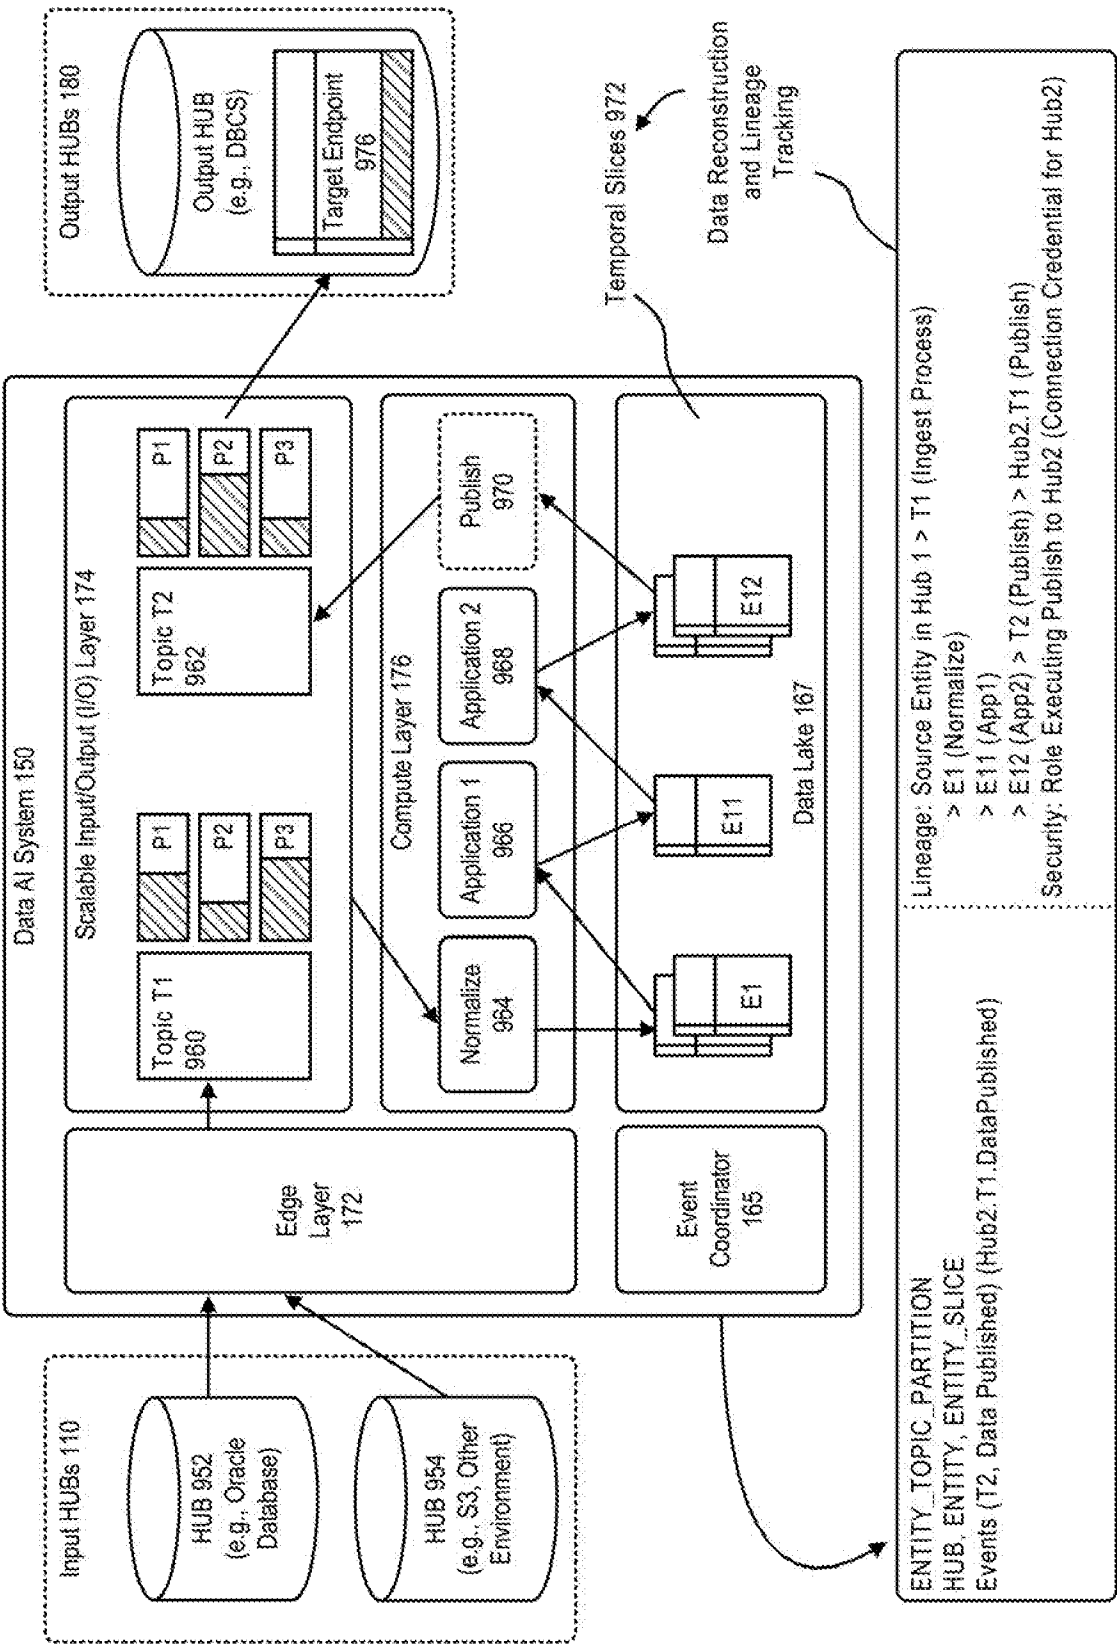 Input HUBs 110
HUB 952
(e.g., Oracle
Database)
HUB 954
(e.g., S3, Other
Environment)
Data AI System 150
Edge
Layer
172
Scalable Input/Output (I/O) Layer 174
Topic T1
960
P1
P2
P3
Topic T2
962
P1
P2
P3
Compute Layer 176
Normalize
964
Application 1
966
Application 2
968
Publish
970
Event
Coordinator
165
E1
E11
E12
Data Lake 167
Output HUBs 180
Output HUB
(e.g., DBCS)
Target Endpoint
976
Temporal Slices 972
Data Reconstruction
and Lineage
Tracking
ENTITY_TOPIC_PARTITION
HUB, ENTITY, ENTITY_SLICE
Events (T2, Data Published) (Hub2.T1.DataPublished)
Lineage: Source Entity in Hub 1 > T1 (Ingest Process)
> E1 (Normalize)
> E11 (App1)
> E12 (App2) > T2 (Publish) > Hub2.T1 (Publish)
Security: Role Executing Publish to Hub2 (Connection Credential for Hub2)